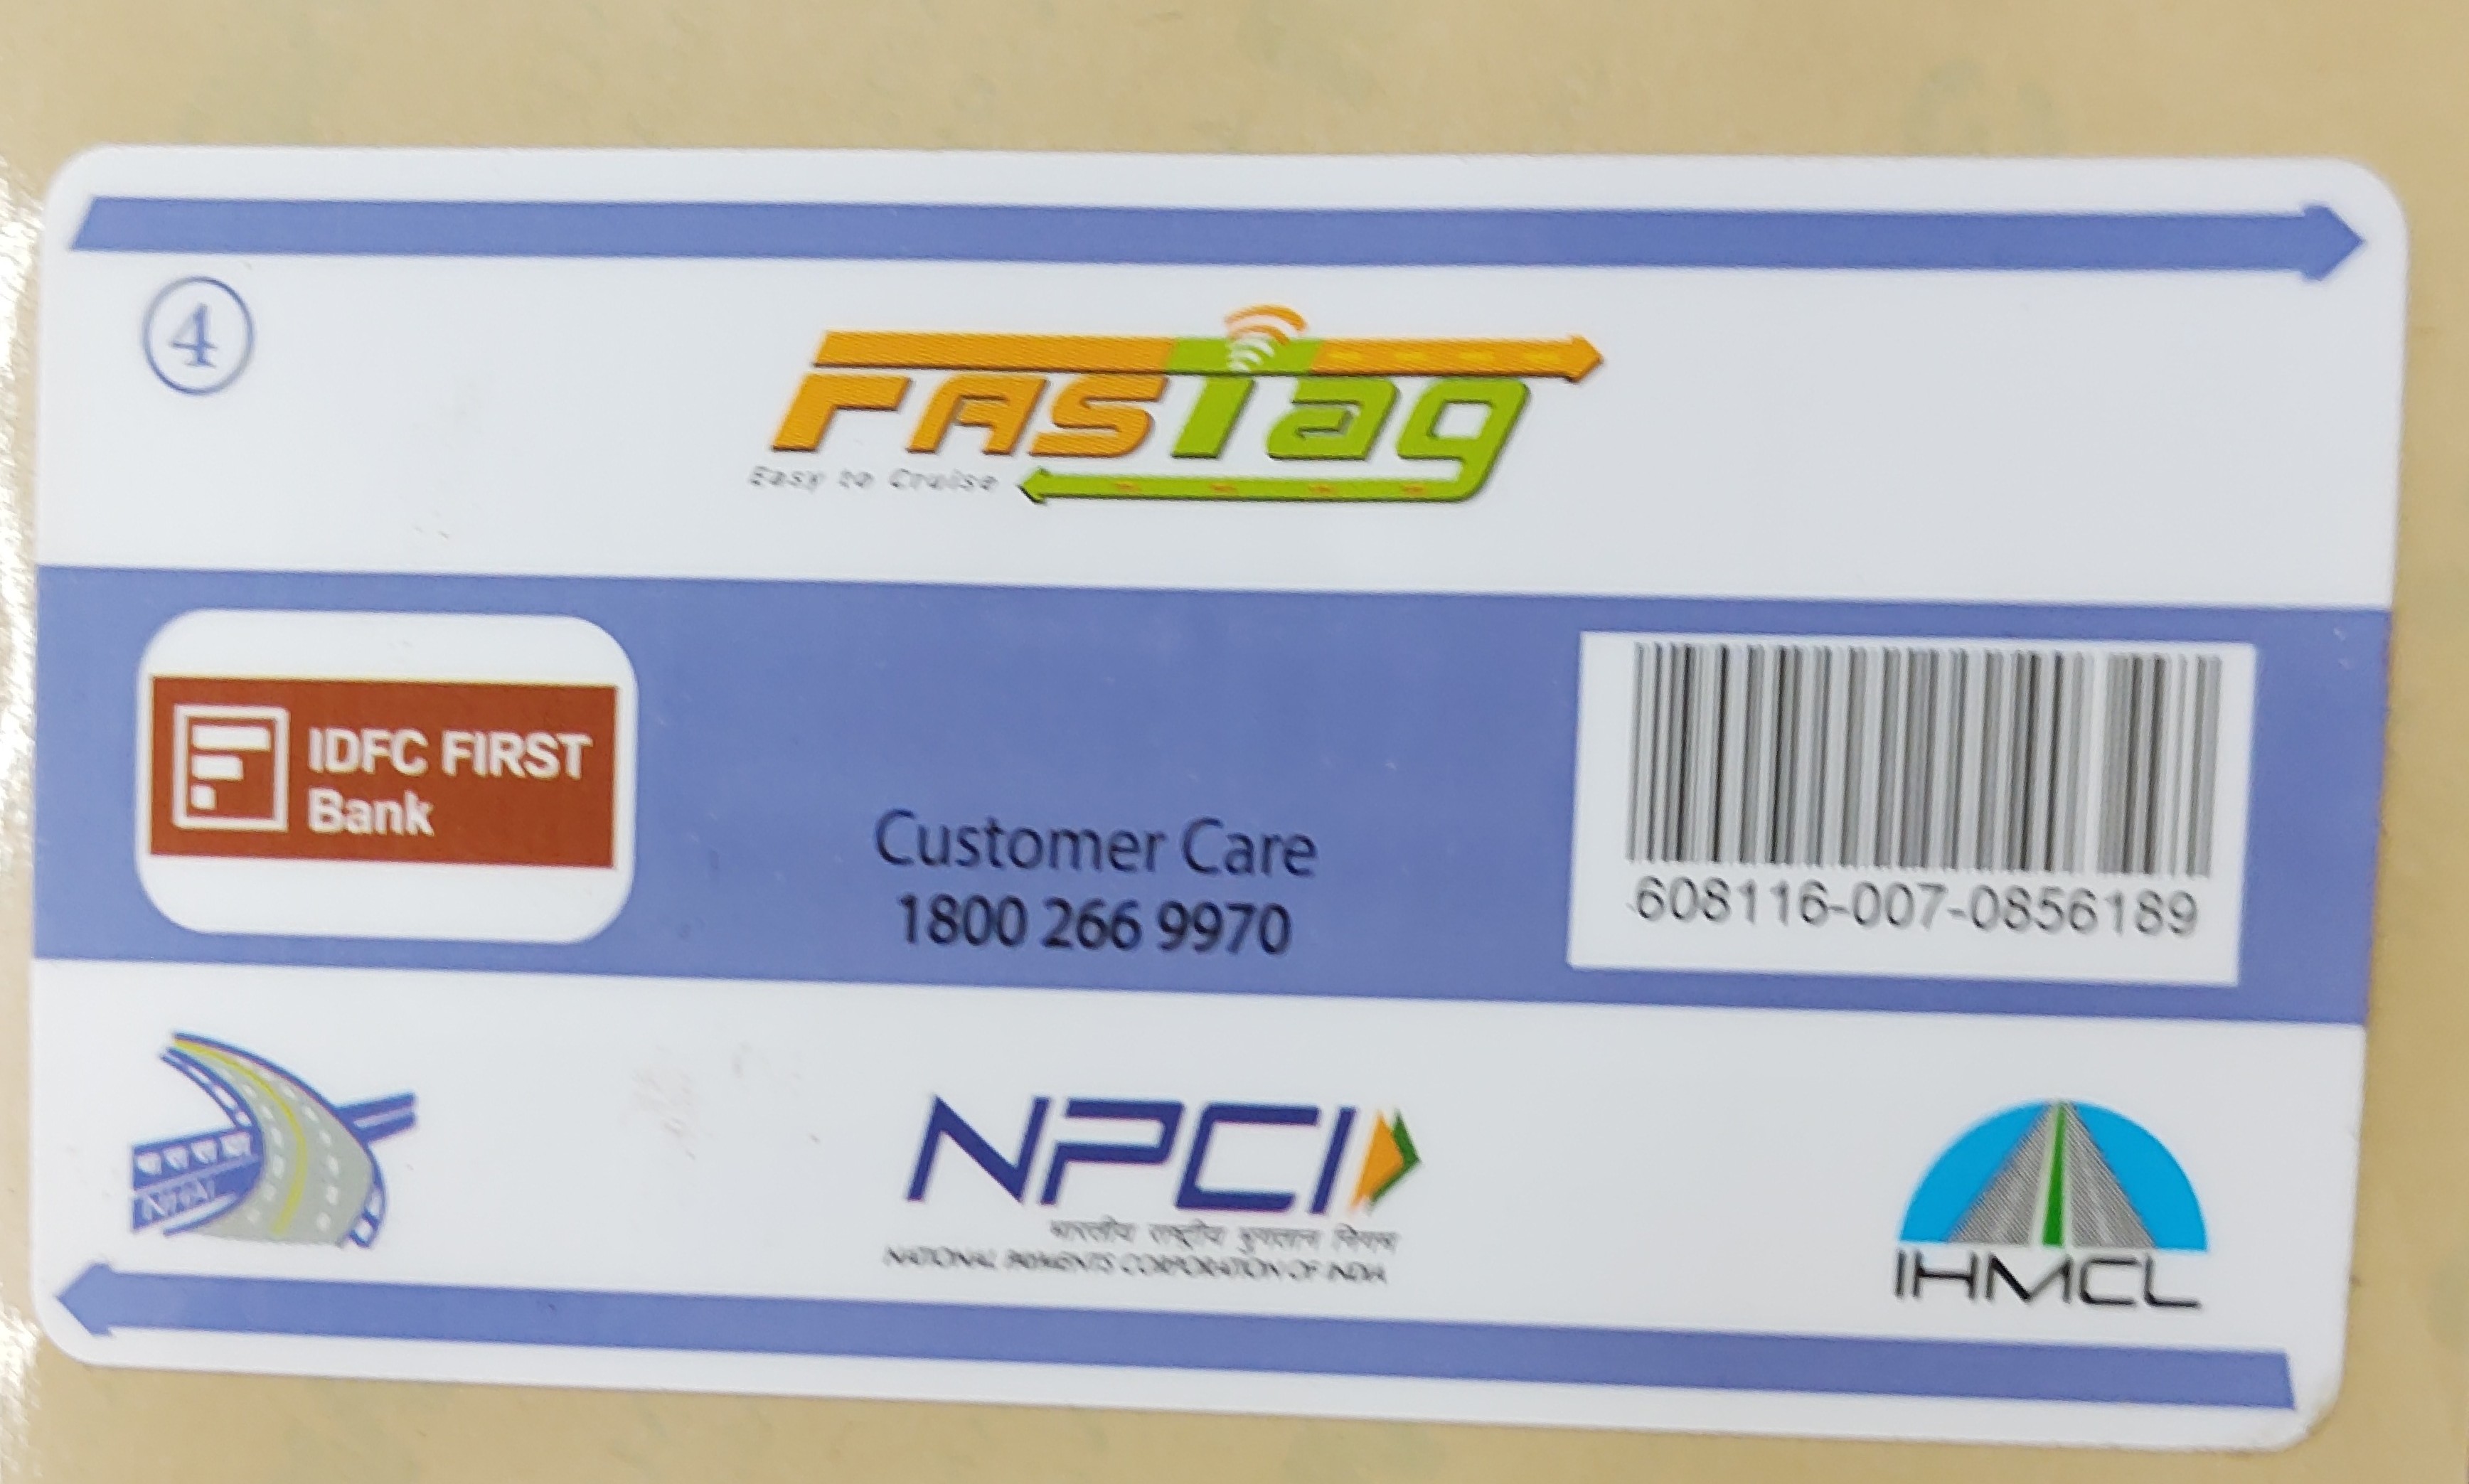 4
FASTag
Easy to Cruise
IDFC FIRST
Bank
Customer Care
1800 266 9970
608116-007-0856189
भा रा रा प्रा
NHAI
NPCI
भारतीय राष्ट्रीय भुगतान निगम
NATIONAL PAYMENTS CORPORATION OF INDIA
IHMCL